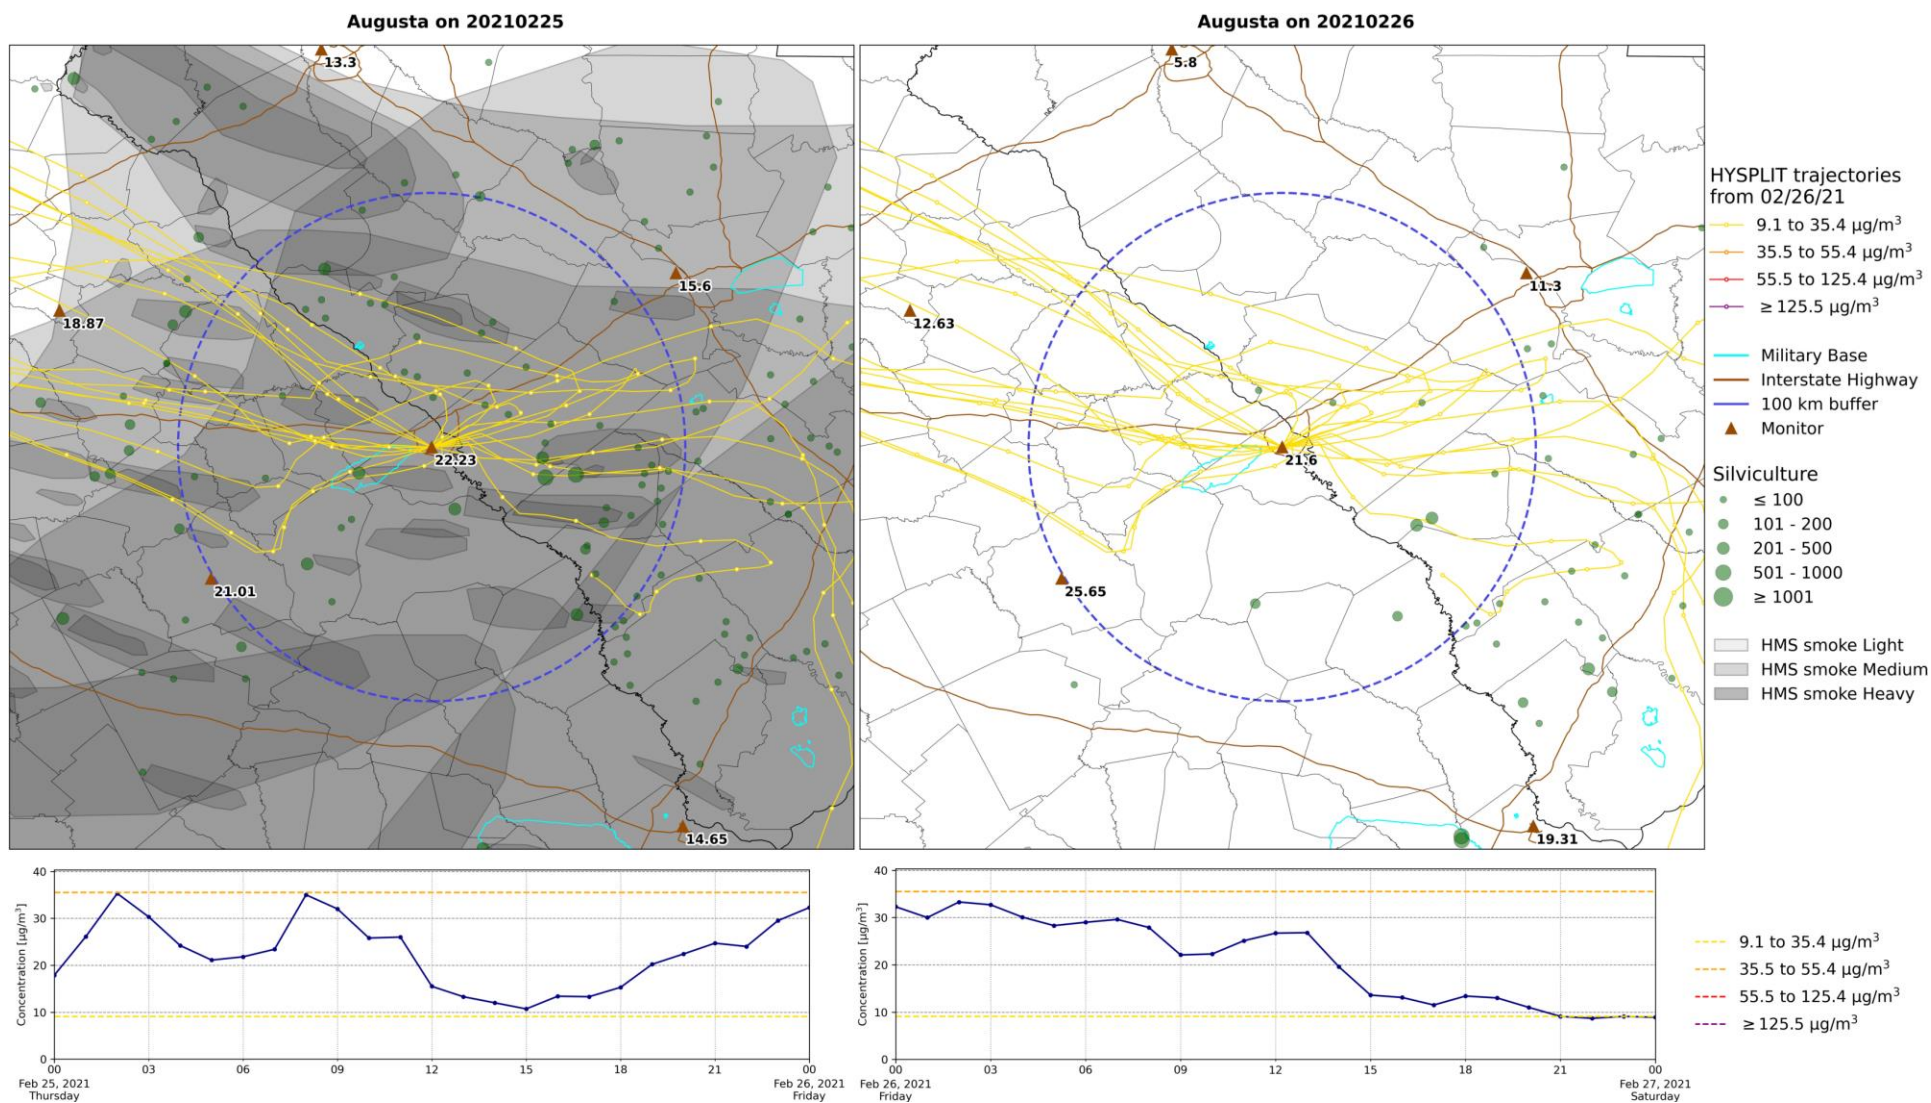 Augusta on 20210225
Augusta on 20210226
13.3
15.6
18.87
22.23
21.01
14.65
5.8
11.3
12.63
21.6
25.65
19.31
HYSPLIT trajectories
from 02/26/21
9.1 to 35.4 µg/m³
35.5 to 55.4 µg/m³
55.5 to 125.4 µg/m³
≥ 125.5 µg/m³
Military Base
Interstate Highway
100 km buffer
Monitor
Silviculture
≤ 100
101 - 200
201 - 500
501 - 1000
≥ 1001
HMS smoke Light
HMS smoke Medium
HMS smoke Heavy
Concentration [µg/m³]
40
30
20
10
0
00 03 06 09 12 15 18 21 00
Feb 25, 2021 Feb 26, 2021
Thursday Friday
Concentration [µg/m³]
40
30
20
10
0
00 03 06 09 12 15 18 21 00
Feb 26, 2021 Feb 27, 2021
Friday Saturday
9.1 to 35.4 µg/m³
35.5 to 55.4 µg/m³
55.5 to 125.4 µg/m³
≥ 125.5 µg/m³